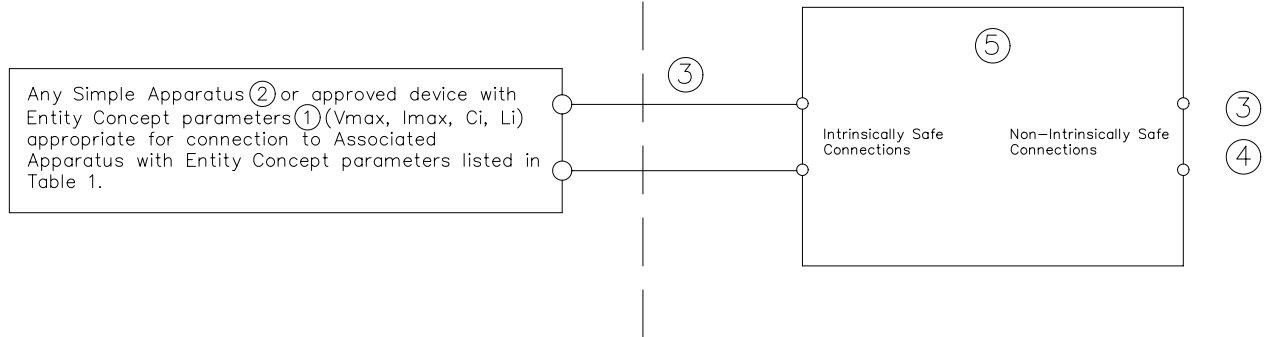 Any Simple Apparatus ② or approved device with
Entity Concept parameters ① (Vmax, Imax, Ci, Li)
appropriate for connection to Associated
Apparatus with Entity Concept parameters listed in
Table 1.
③
⑤
Intrinsically Safe
Connections
Non-Intrinsically Safe
Connections
③
④